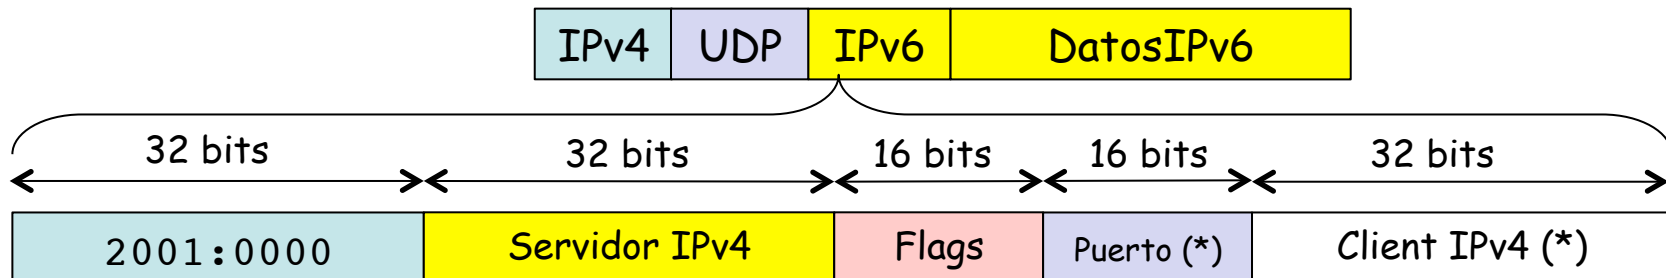 IPv4 UDP IPv6 DatosIPv6
32 bits 32 bits 16 bits 16 bits 32 bits
2001:0000 Servidor IPv4 Flags Puerto (*) Client IPv4 (*)